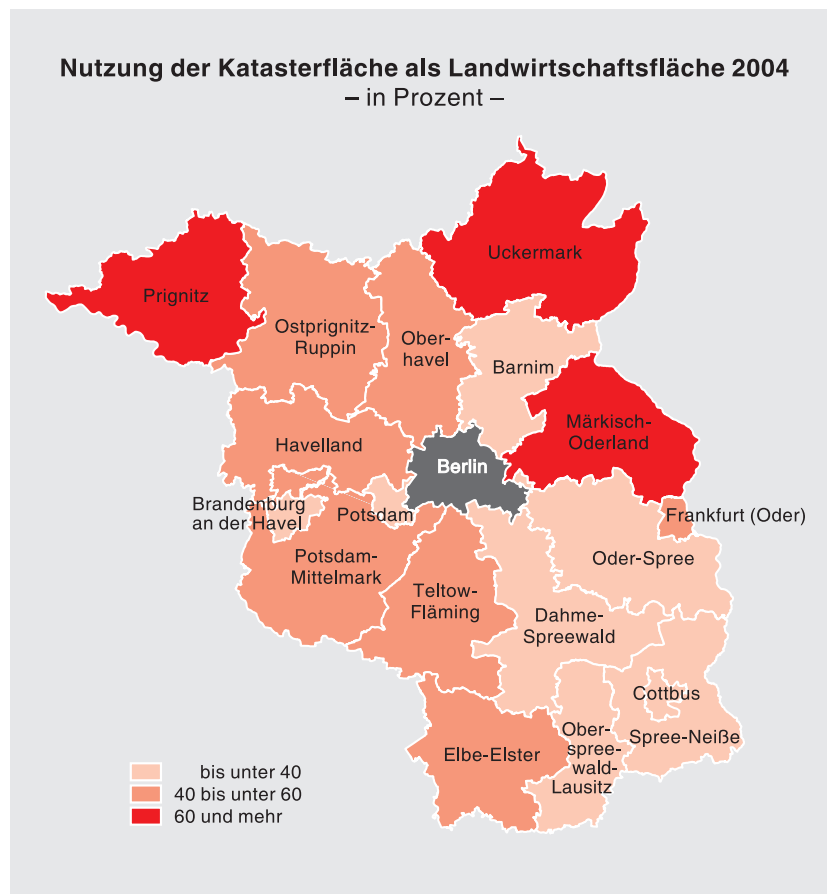 Nutzung der Katasterfläche als Landwirtschaftsfläche 2004
– in Prozent –
Uckermark
Prignitz
Ostprignitz-
Ruppin
Ober-
havel
Barnim
Märkisch-
Oderland
Havelland
Berlin
Brandenburg
an der Havel
Potsdam
Frankfurt (Oder)
Potsdam-
Mittelmark
Oder-Spree
Teltow-
Fläming
Dahme-
Spreewald
Cottbus
Spree-Neiße
Elbe-Elster
Ober-
spree-
wald-
Lausitz
bis unter 40
40 bis unter 60
60 und mehr